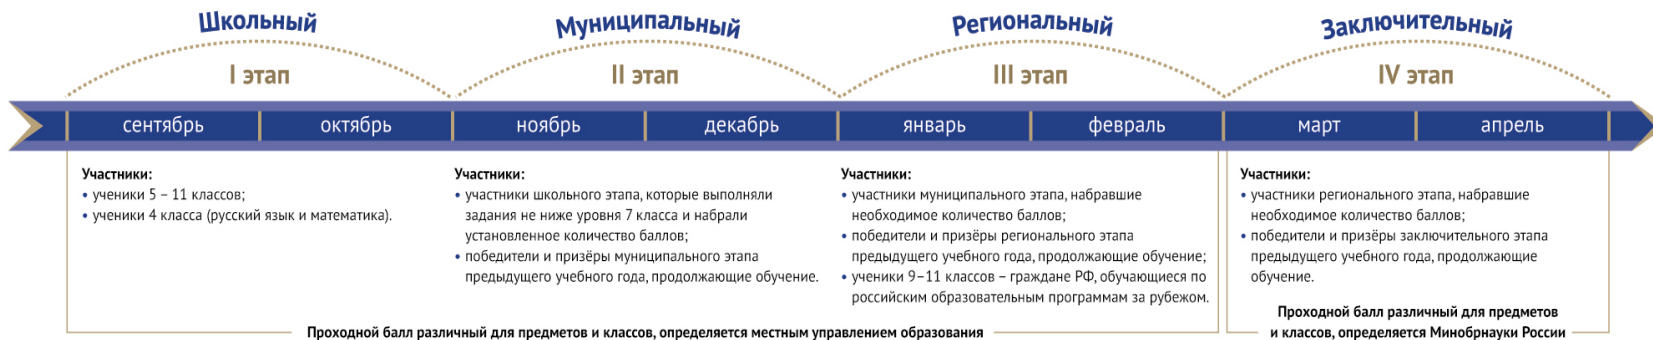 Школьный
Муниципальный
Региональный
Заключительный
I этап
II этап
III этап
IV этап
сентябрь
октябрь
ноябрь
декабрь
январь
февраль
март
апрель
Участники:
• ученики 5 – 11 классов;
• ученики 4 класса (русский язык и математика).
Участники:
• участники школьного этапа, которые выполняли
задания не ниже уровня 7 класса и набрали
установленное количество баллов;
• победители и призёры муниципального этапа
предыдущего учебного года, продолжающие обучение.
Участники:
• участники муниципального этапа, набравшие
необходимое количество баллов;
• победители и призёры регионального этапа
предыдущего учебного года, продолжающие обучение;
• ученики 9–11 классов – граждане РФ, обучающиеся по
российским образовательным программам за рубежом.
Участники:
• участники регионального этапа, набравшие
необходимое количество баллов;
• победители и призёры заключительного этапа
предыдущего учебного года, продолжающие
обучение.
Проходной балл различный для предметов и классов, определяется местным управлением образования
Проходной балл различный для предметов
и классов, определяется Минобрнауки России